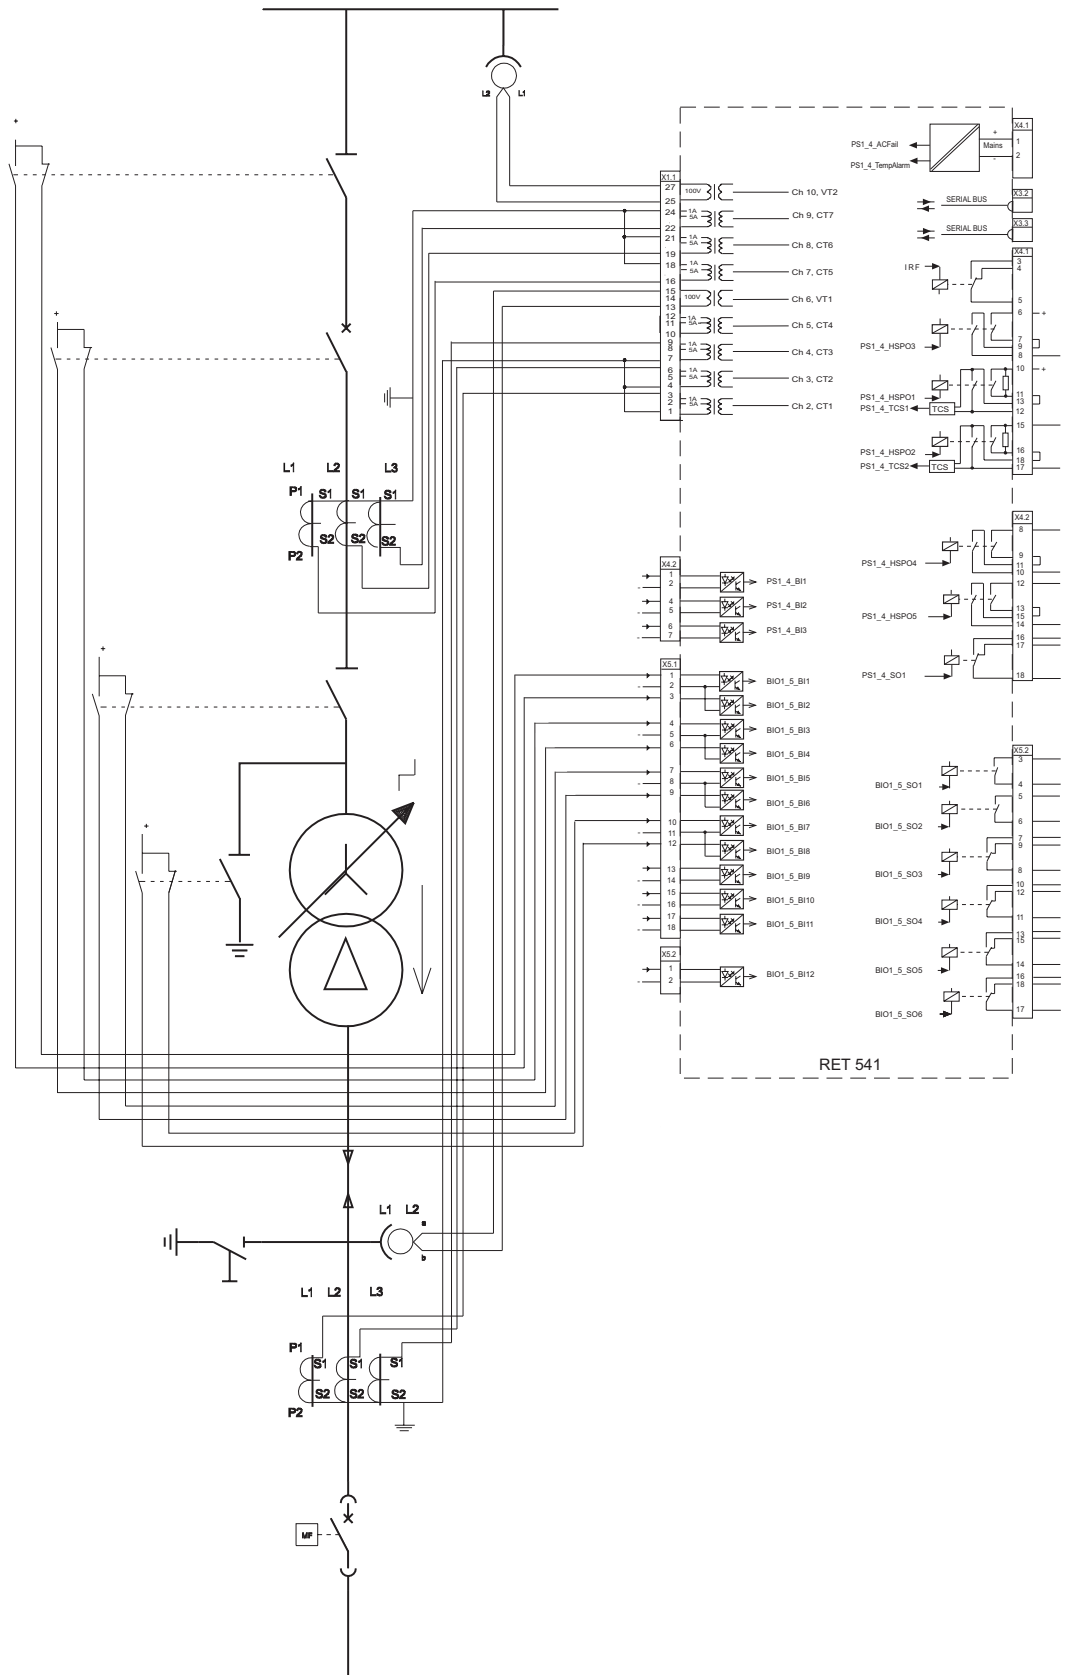 L2 L1
+
X4.1
+
1
Mains
PS1_4_ACFail
2
PS1_4_TempAlarm
-
X1.1
27
100V
Ch 10, VT2
25
24
1A
5A
Ch 9, CT7
22
21
1A
5A
Ch 8, CT6
19
18
1A
5A
Ch 7, CT5
16
15
14
100V
Ch 6, VT1
13
12
1A
11
5A
Ch 5, CT4
10
9
1A
8
5A
Ch 4, CT3
7
6
1A
5
5A
Ch 3, CT2
4
3
1A
2
5A
Ch 2, CT1
1
X3.2
SERIAL BUS
X3.3
SERIAL BUS
X4.1
IRF
3
4
5
6
+
7
PS1_4_HSPO3
9
8
10
+
PS1_4_HSPO1
11
13
PS1_4_TCS1
TCS
12
15
PS1_4_HSPO2
16
18
PS1_4_TCS2
TCS
17
+
L1 L2 L3
P1 S1 S1 S1
P2 S2 S2 S2
X4.2
8
9
PS1_4_HSPO4
11
10
12
13
PS1_4_HSPO5
15
14
16
17
PS1_4_SO1
18
X4.2
1
2
PS1_4_BI1
-
4
5
PS1_4_BI2
-
6
7
PS1_4_BI3
-
+
X5.1
1
2
BIO1_5_BI1
-
3
BIO1_5_BI2
4
5
BIO1_5_BI3
-
6
BIO1_5_BI4
7
8
BIO1_5_BI5
-
9
BIO1_5_BI6
10
11
BIO1_5_BI7
-
12
BIO1_5_BI8
13
14
BIO1_5_BI9
-
15
16
BIO1_5_BI10
-
17
18
BIO1_5_BI11
-
X5.2
1
2
BIO1_5_BI12
-
X5.2
3
BIO1_5_SO1
4
5
BIO1_5_SO2
6
7
9
BIO1_5_SO3
8
10
12
BIO1_5_SO4
11
13
15
BIO1_5_SO5
14
16
18
BIO1_5_SO6
17
+
RET 541
L1 L2
a
b
L1 L2 L3
P1
S1 S1 S1
S2 S2 S2
P2
MF